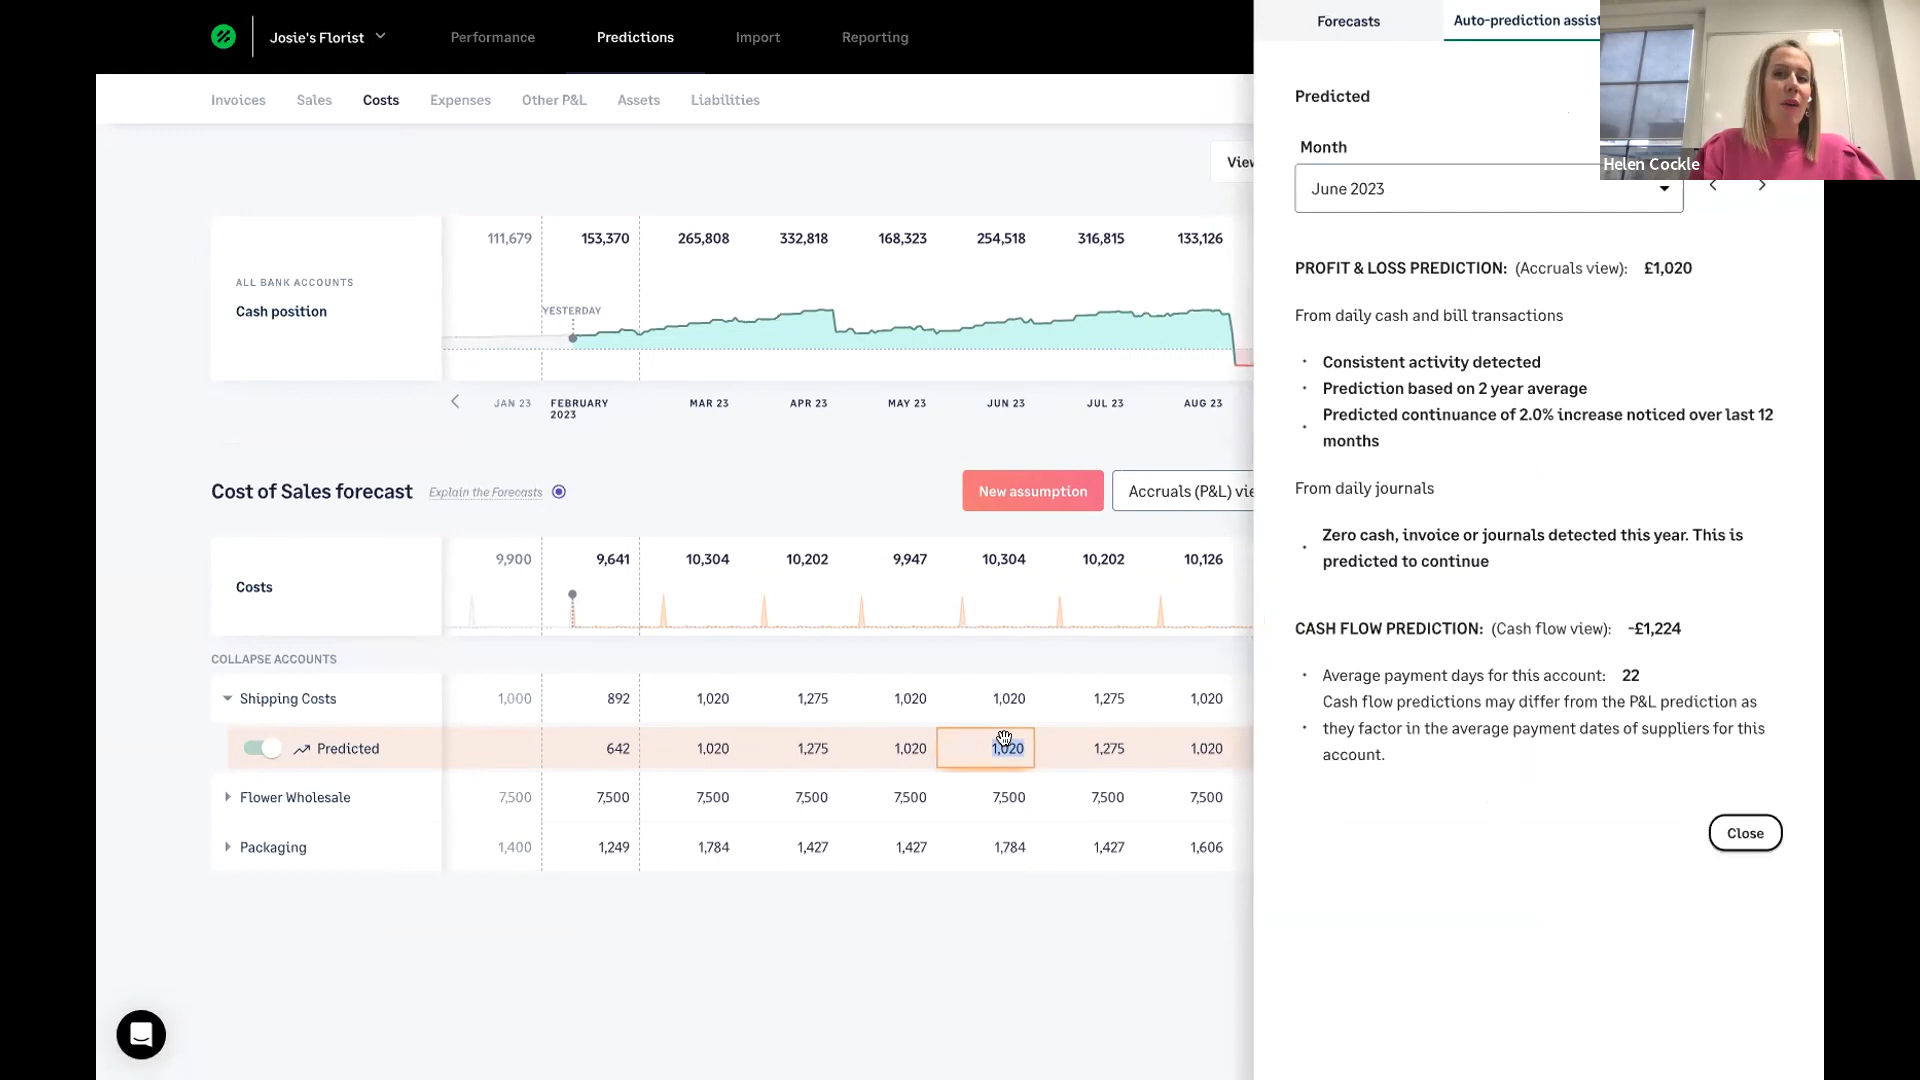 Josie's Florist
Performance
Predictions
Import
Reporting
Invoices
Sales
Costs
Expenses
Other P&L
Assets
Liabilities
View
ALL BANK ACCOUNTS
Cash position
111,679
153,370
265,808
332,818
168,323
254,518
316,815
133,126
YESTERDAY
JAN 23
FEBRUARY
2023
MAR 23
APR 23
MAY 23
JUN 23
JUL 23
AUG 23
Cost of Sales forecast
Explain the Forecasts
New assumption
Accruals (P&L) vie
Costs
9,900
9,641
10,304
10,202
9,947
10,304
10,202
10,126
COLLAPSE ACCOUNTS
Shipping Costs
1,000
892
1,020
1,275
1,020
1,020
1,275
1,020
Predicted
642
1,020
1,275
1,020
1,020
1,275
1,020
Flower Wholesale
7,500
7,500
7,500
7,500
7,500
7,500
7,500
7,500
Packaging
1,400
1,249
1,784
1,427
1,427
1,784
1,427
1,606
Forecasts
Auto-prediction assist
Helen Cockle
Predicted
Month
June 2023
PROFIT & LOSS PREDICTION: (Accruals view): £1,020
From daily cash and bill transactions
Consistent activity detected
Prediction based on 2 year average
Predicted continuance of 2.0% increase noticed over last 12
months
From daily journals
Zero cash, invoice or journals detected this year. This is
predicted to continue
CASH FLOW PREDICTION: (Cash flow view): -£1,224
Average payment days for this account: 22
Cash flow predictions may differ from the P&L prediction as
they factor in the average payment dates of suppliers for this
account.
Close